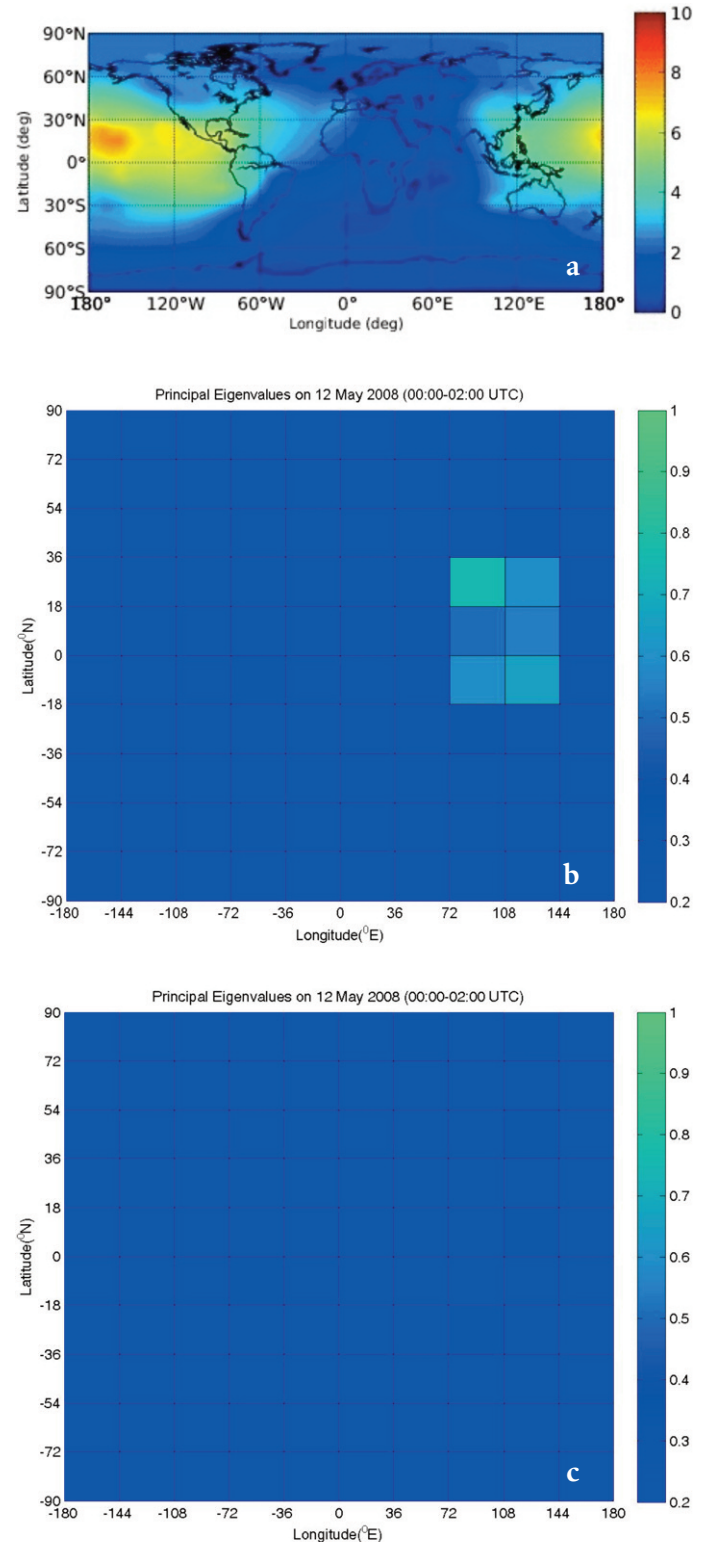 90°N
60°N
30°N
0°
30°S
60°S
90°S
Latitude (deg)
180°
120°W
60°W
0°
60°E
120°E
180°
Longitude (deg)
a
10
8
6
4
2
0
Principal Eigenvalues on 12 May 2008 (00:00-02:00 UTC)
90
72
54
36
18
0
-18
-36
-54
-72
-90
Latitude(⁰N)
-180 -144 -108 -72 -36 0 36 72 108 144 180
Longitude(⁰E)
b
1
0.9
0.8
0.7
0.6
0.5
0.4
0.3
0.2
Principal Eigenvalues on 12 May 2008 (00:00-02:00 UTC)
90
72
54
36
18
0
-18
-36
-54
-72
-90
Latitude(⁰N)
-180 -144 -108 -72 -36 0 36 72 108 144 180
Longitude(⁰E)
c
1
0.9
0.8
0.7
0.6
0.5
0.4
0.3
0.2